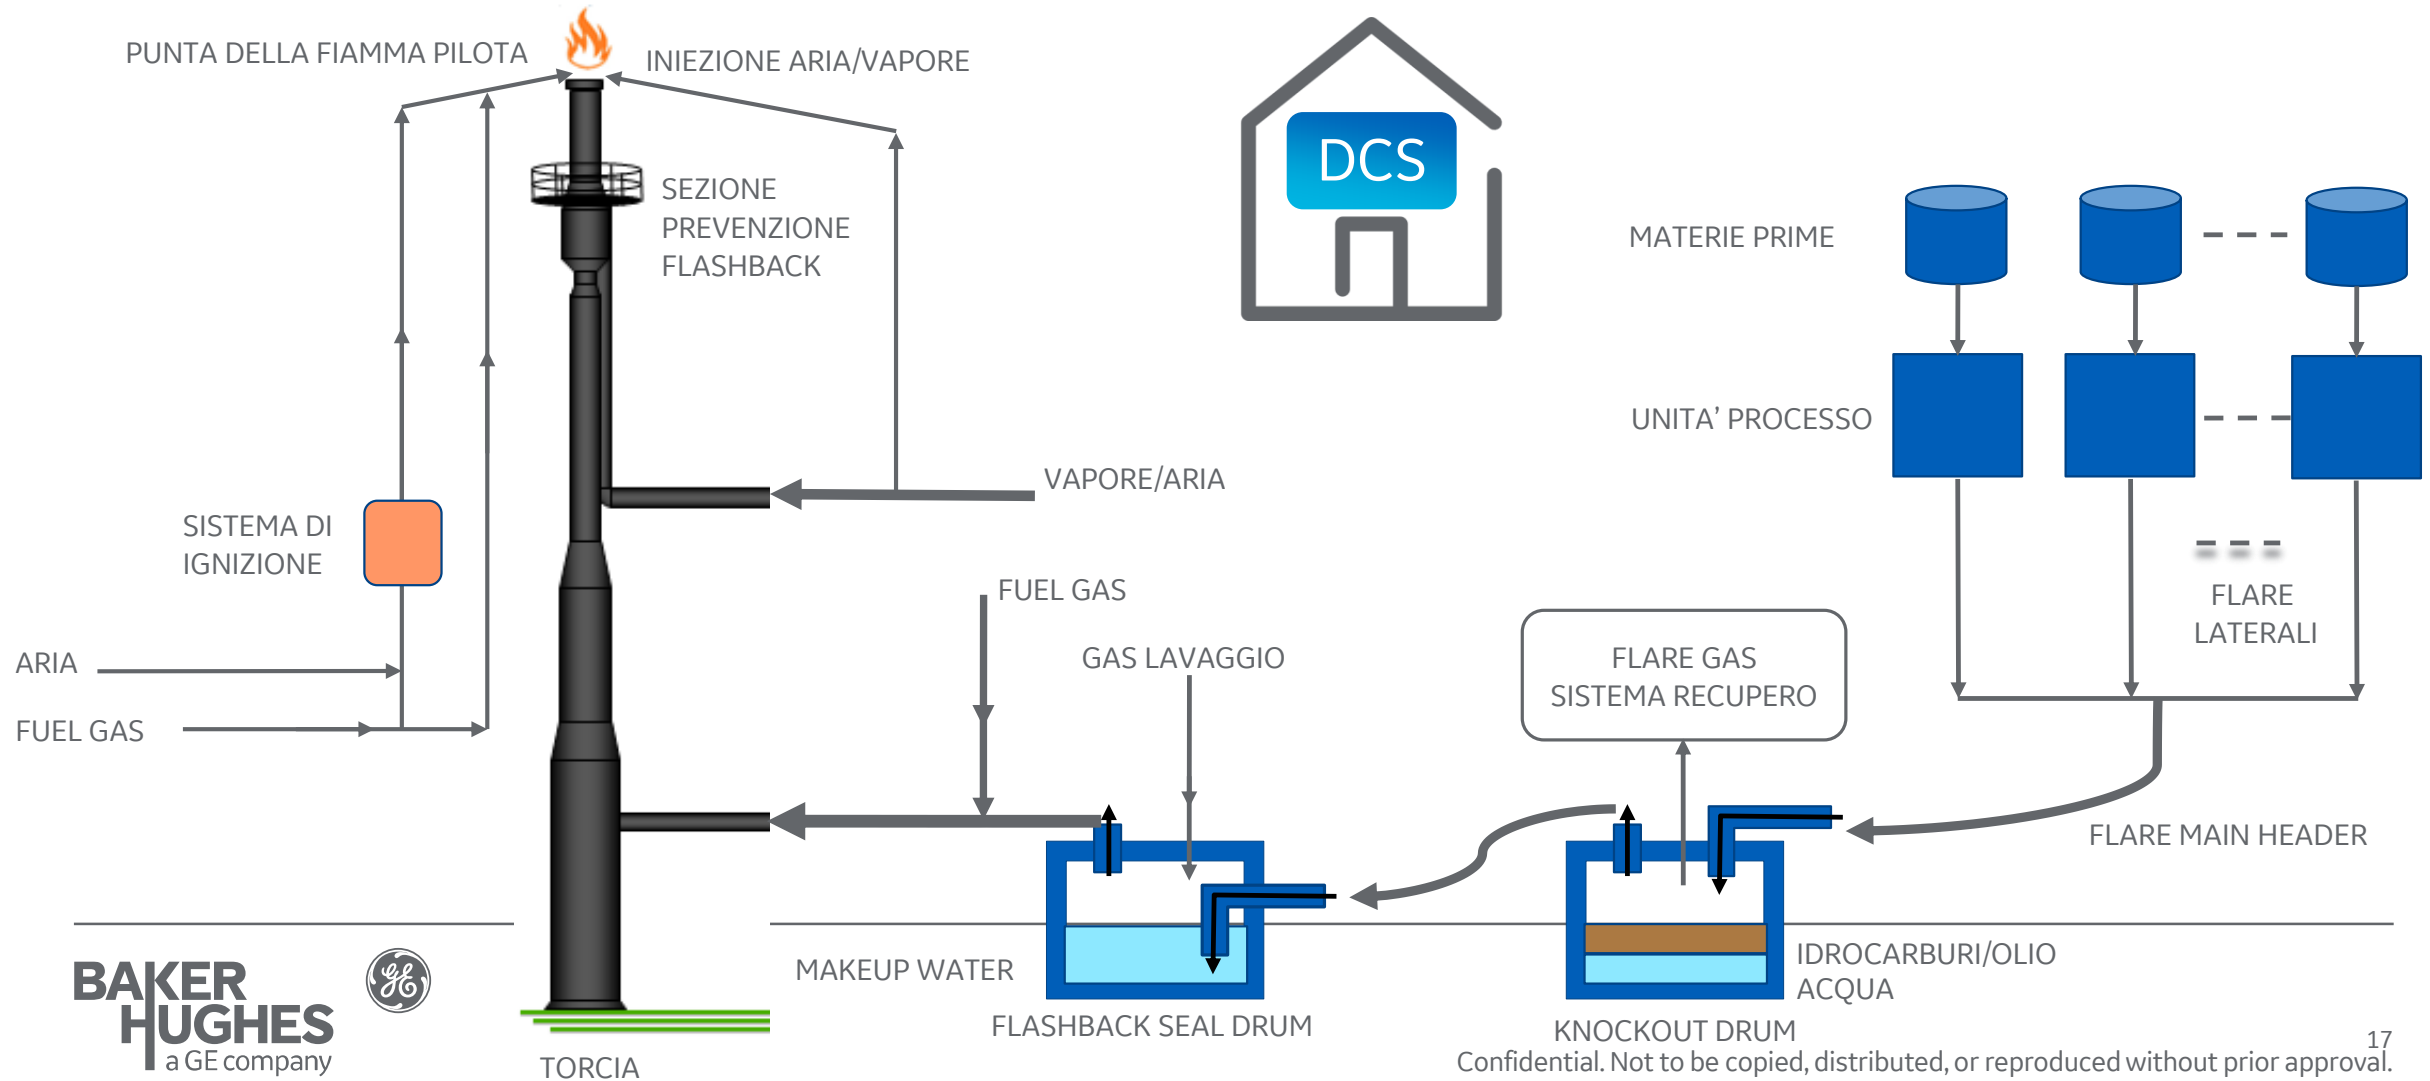 PUNTA DELLA FIAMMA PILOTA
INIEZIONE ARIA/VAPORE
DCS
SEZIONE
PREVENZIONE
FLASHBACK
MATERIE PRIME
UNITA’ PROCESSO
VAPORE/ARIA
SISTEMA DI
IGNIZIONE
FUEL GAS
GAS LAVAGGIO
FLARE GAS
SISTEMA RECUPERO
FLARE
LATERALI
ARIA
FUEL GAS
FLARE MAIN HEADER
MAKEUP WATER
IDROCARBURI/OLIO
ACQUA
FLASHBACK SEAL DRUM
KNOCKOUT DRUM
TORCIA
BAKER
HUGHES
a GE company
GE
17
Confidential. Not to be copied, distributed, or reproduced without prior approval.